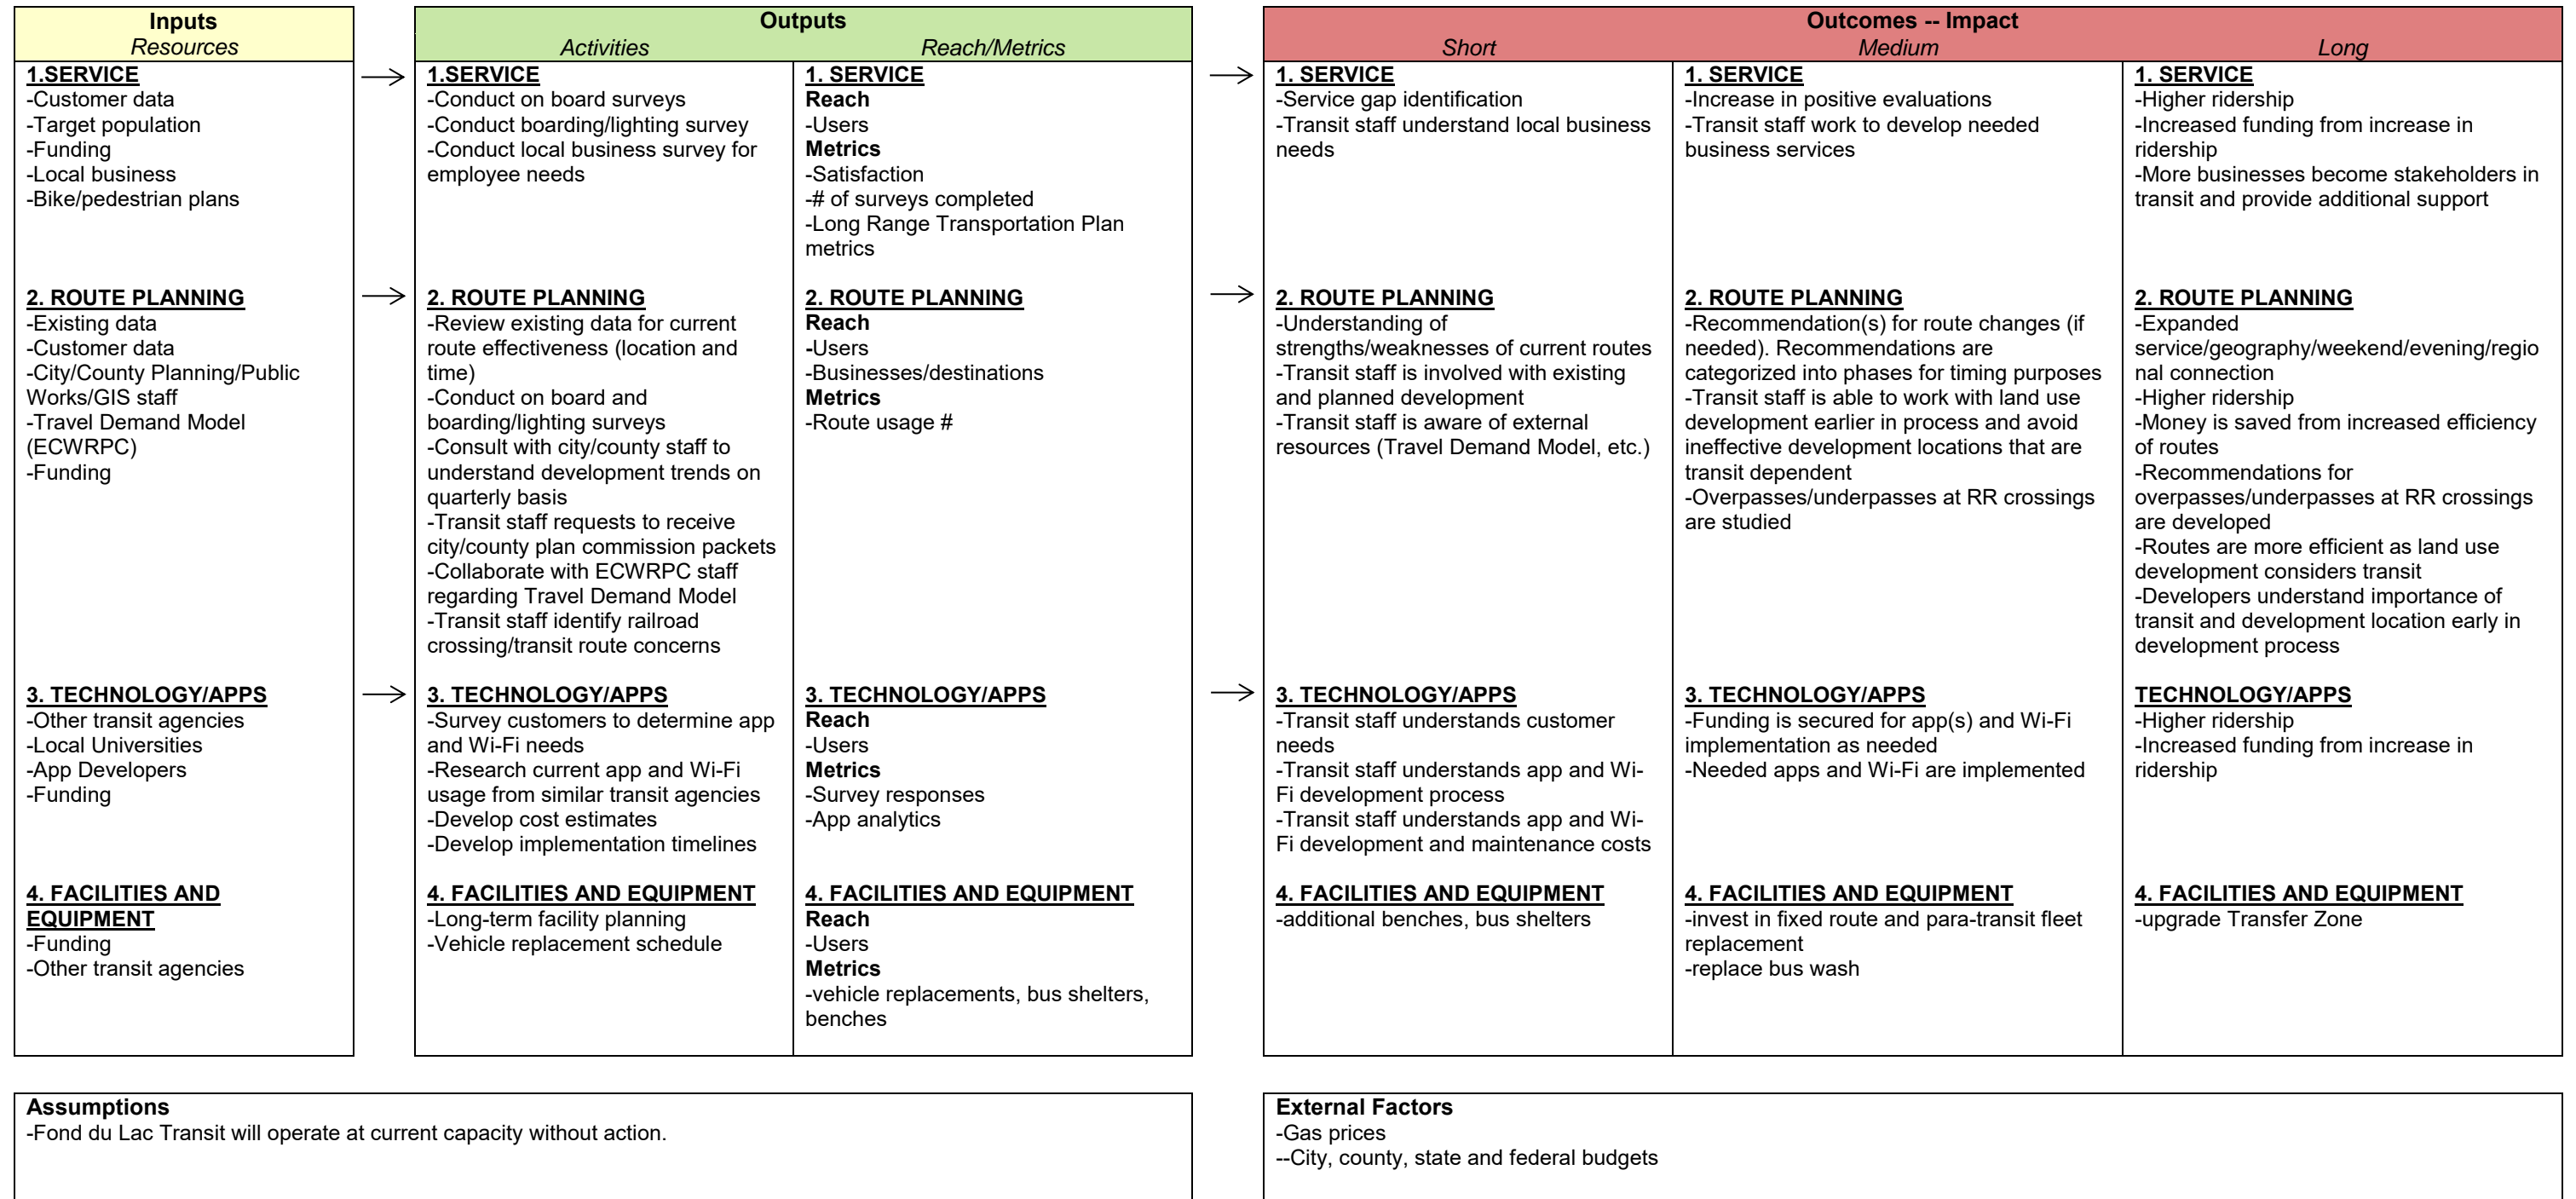 Inputs
Resources
1.SERVICE
-Customer data
-Target population
-Funding
-Local business
-Bike/pedestrian plans
2. ROUTE PLANNING
-Existing data
-Customer data
-City/County Planning/Public
Works/GIS staff
-Travel Demand Model
(ECWRPC)
-Funding
3. TECHNOLOGY/APPS
-Other transit agencies
-Local Universities
-App Developers
-Funding
4. FACILITIES AND
EQUIPMENT
-Funding
-Other transit agencies
Outputs
Activities
1.SERVICE
-Conduct on board surveys
-Conduct boarding/lighting survey
-Conduct local business survey for
employee needs
2. ROUTE PLANNING
-Review existing data for current
route effectiveness (location and
time)
-Conduct on board and
boarding/lighting surveys
-Consult with city/county staff to
understand development trends on
quarterly basis
-Transit staff requests to receive
city/county plan commission packets
-Collaborate with ECWRPC staff
regarding Travel Demand Model
-Transit staff identify railroad
crossing/transit route concerns
3. TECHNOLOGY/APPS
-Survey customers to determine app
and Wi-Fi needs
-Research current app and Wi-Fi
usage from similar transit agencies
-Develop cost estimates
-Develop implementation timelines
4. FACILITIES AND EQUIPMENT
-Long-term facility planning
-Vehicle replacement schedule
Reach/Metrics
1. SERVICE
Reach
-Users
Metrics
-Satisfaction
-# of surveys completed
-Long Range Transportation Plan
metrics
2. ROUTE PLANNING
Reach
-Users
-Businesses/destinations
Metrics
-Route usage #
3. TECHNOLOGY/APPS
Reach
-Users
Metrics
-Survey responses
-App analytics
4. FACILITIES AND EQUIPMENT
Reach
-Users
Metrics
-vehicle replacements, bus shelters,
benches
Outcomes -- Impact
Short
1. SERVICE
-Service gap identification
-Transit staff understand local business
needs
2. ROUTE PLANNING
-Understanding of
strengths/weaknesses of current routes
-Transit staff is involved with existing
and planned development
-Transit staff is aware of external
resources (Travel Demand Model, etc.)
3. TECHNOLOGY/APPS
-Transit staff understands customer
needs
-Transit staff understands app and Wi-
Fi development process
-Transit staff understands app and Wi-
Fi development and maintenance costs
4. FACILITIES AND EQUIPMENT
-additional benches, bus shelters
Medium
1. SERVICE
-Increase in positive evaluations
-Transit staff work to develop needed
business services
2. ROUTE PLANNING
-Recommendation(s) for route changes (if
needed). Recommendations are
categorized into phases for timing purposes
-Transit staff is able to work with land use
development earlier in process and avoid
ineffective development locations that are
transit dependent
-Overpasses/underpasses at RR crossings
are studied
3. TECHNOLOGY/APPS
-Funding is secured for app(s) and Wi-Fi
implementation as needed
-Needed apps and Wi-Fi are implemented
4. FACILITIES AND EQUIPMENT
-invest in fixed route and para-transit fleet
replacement
-replace bus wash
Long
1. SERVICE
-Higher ridership
-Increased funding from increase in
ridership
-More businesses become stakeholders in
transit and provide additional support
2. ROUTE PLANNING
-Expanded
service/geography/weekend/evening/regio
nal connection
-Higher ridership
-Money is saved from increased efficiency
of routes
-Recommendations for
overpasses/underpasses at RR crossings
are developed
-Routes are more efficient as land use
development considers transit
-Developers understand importance of
transit and development location early in
development process
TECHNOLOGY/APPS
-Higher ridership
-Increased funding from increase in
ridership
4. FACILITIES AND EQUIPMENT
-upgrade Transfer Zone
Assumptions
-Fond du Lac Transit will operate at current capacity without action.
External Factors
-Gas prices
--City, county, state and federal budgets